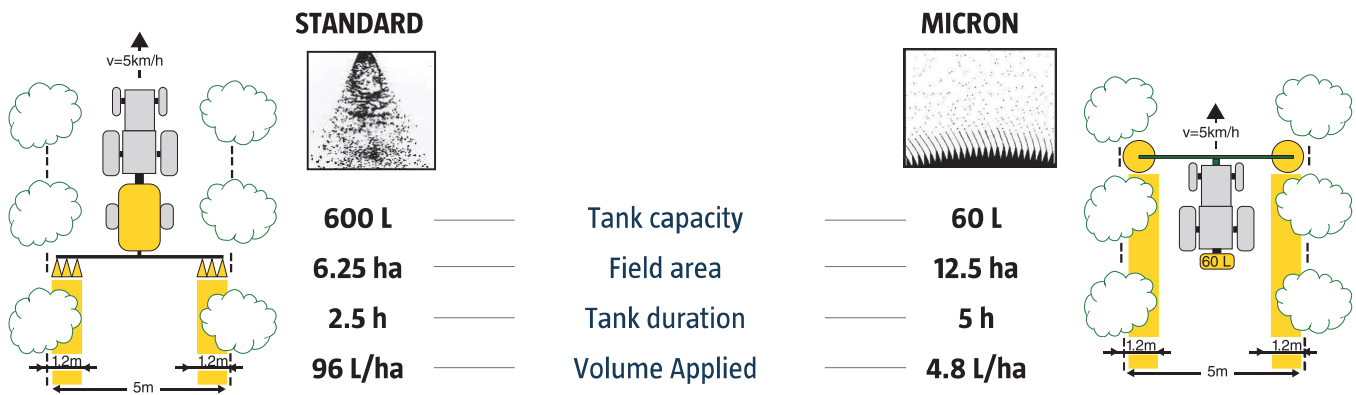 STANDARD
MICRON
v=5km/h
v=5km/h
600 L Tank capacity 60 L
6.25 ha Field area 12.5 ha
60 L
2.5 h Tank duration 5 h
1.2m 1.2m
1.2m 1.2m
96 L/ha Volume Applied 4.8 L/ha
5m
5m